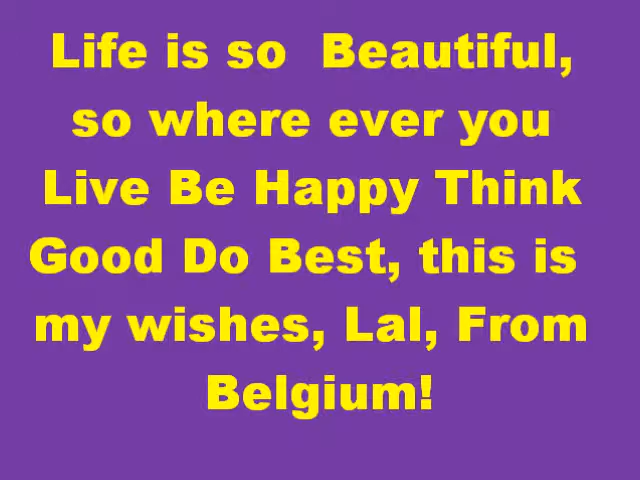 Life is so  Beautiful,
so where ever you
Live Be Happy Think
Good Do Best, this is
my wishes, Lal, From
Belgium!